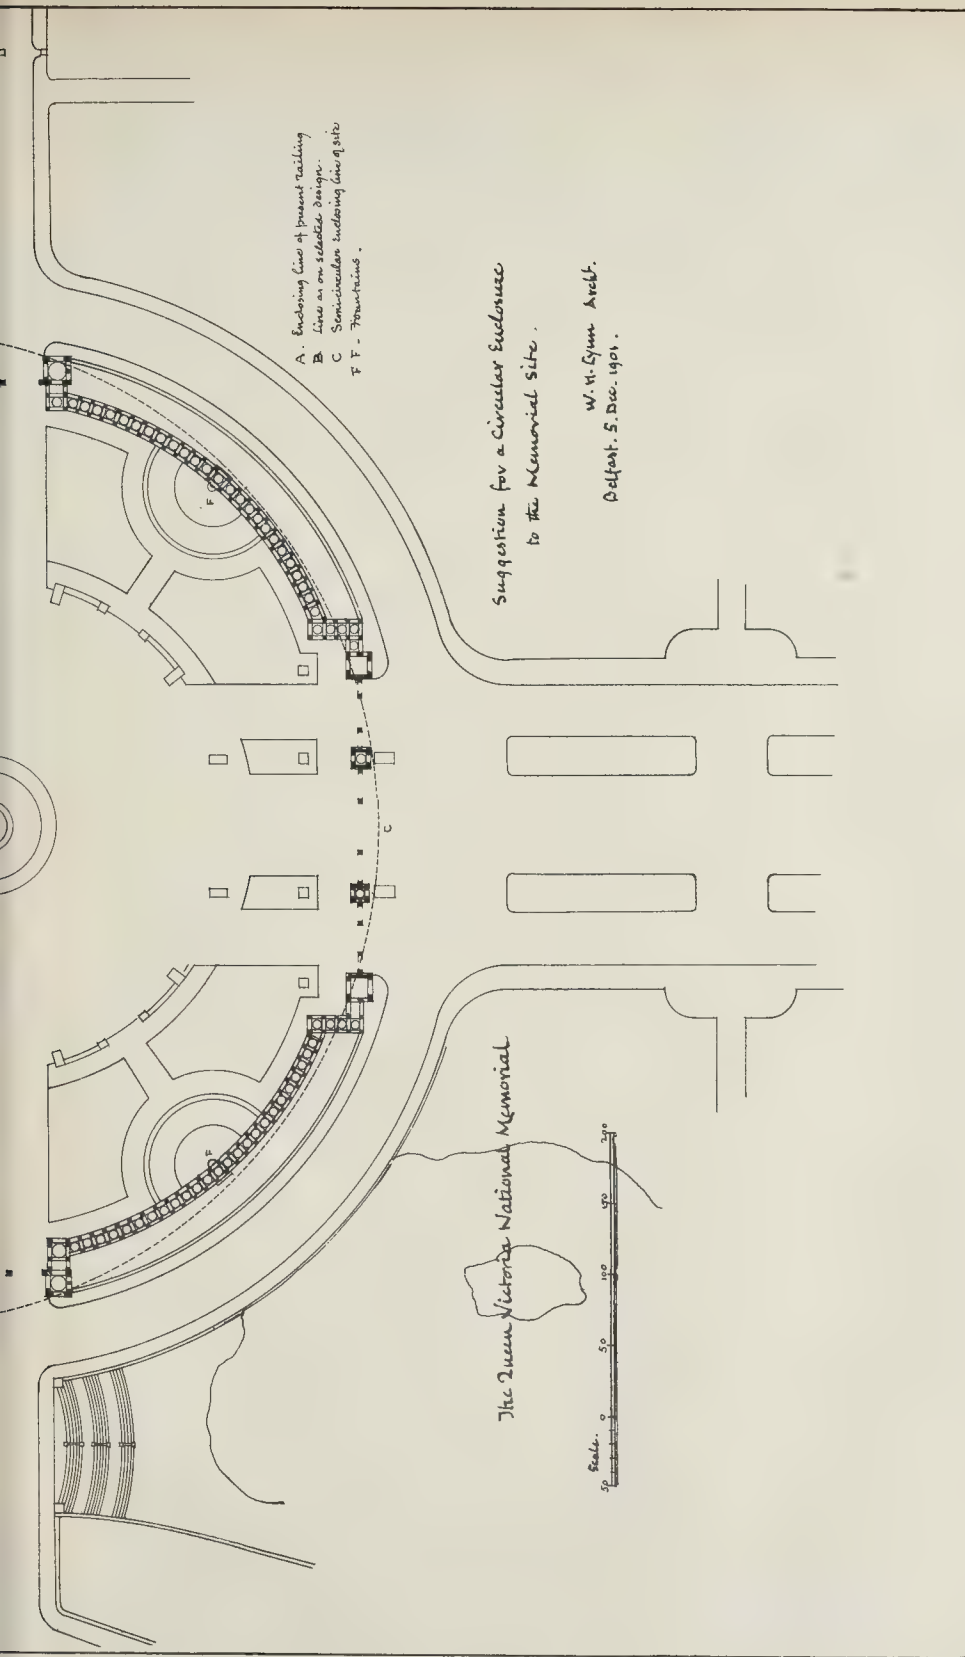 The Queen Victoria National Memorial
Suggestion for a Circular Enclosure
to the Memorial Site.
W. H. Lynn Archt.
Belfast. 5. Dec. 1901.
A. Enclosing line of present railing
B Line as on selected design.
C Semicircular enclosing line of site
F F - Fountains.
F
F
C
Scale.
50 0 50 100 150 200